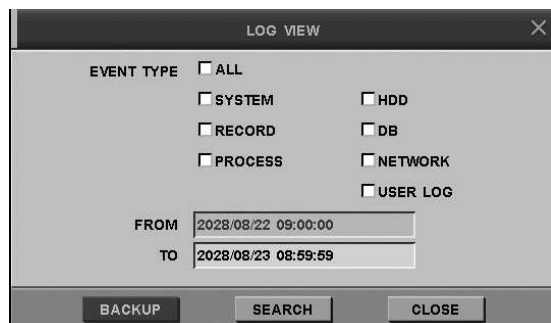 LOG VIEW
EVENT TYPE ALL
SYSTEM HDD
RECORD DB
PROCESS NETWORK
USER LOG
FROM 2028/08/22 09:00:00
TO 2028/08/23 08:59:59
BACKUP SEARCH CLOSE